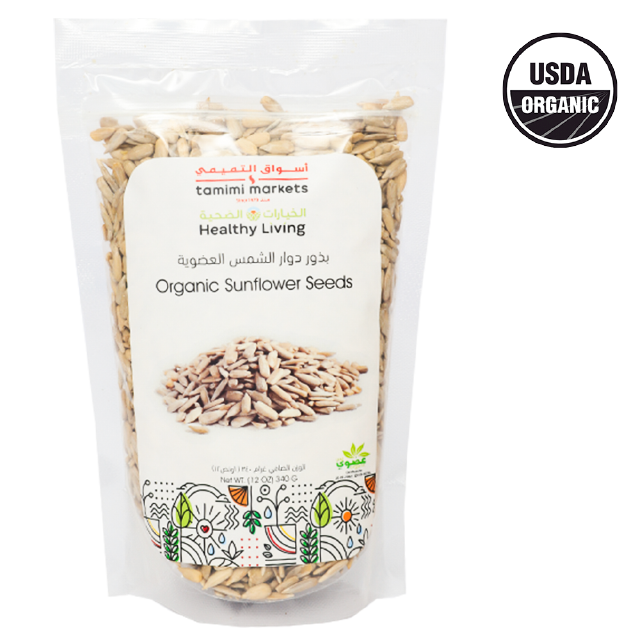 USDA
ORGANIC
أسواق التميمي
tamimi markets
الخيارات الصحية
Healthy Living
بذور دوار الشمس العضوية
Organic Sunflower Seeds
عضوي
Net WT. (12 OZ) 340 G